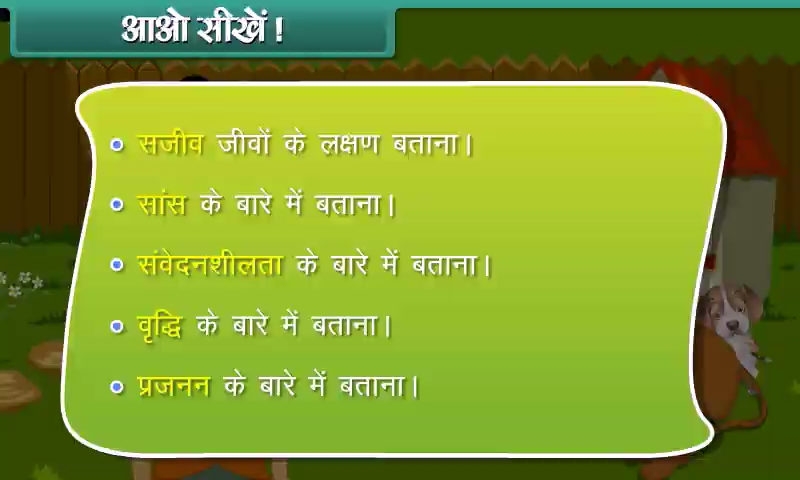 आओ सीखें!
सजीव जीवों के लक्षण बताना।
सांस के बारे में बताना।
संवेदनशीलता के बारे में बताना।
वृद्धि के बारे में बताना।
प्रजनन के बारे में बताना।